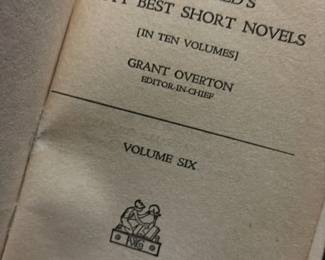 BEST SHORT NOVELS
[IN TEN VOLUMES]
GRANT OVERTON
EDITOR-IN-CHIEF
VOLUME SIX